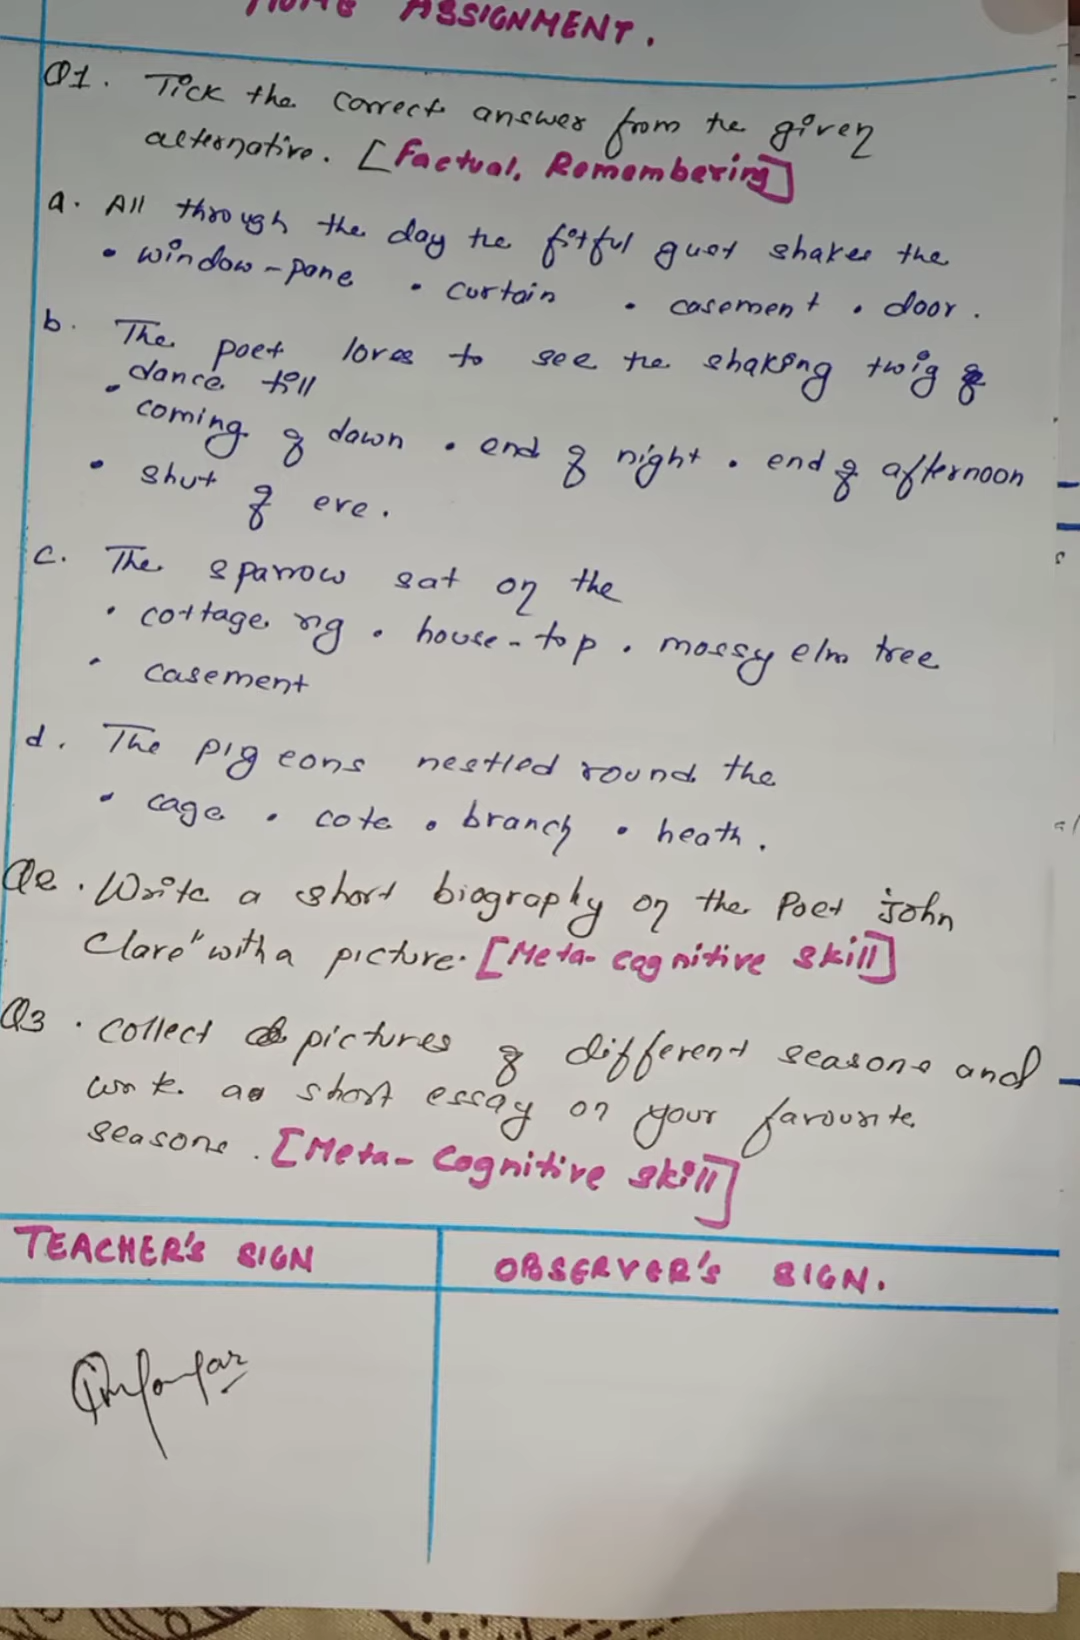 HOME ASSIGNMENT.
Q1. Tick the correct answer from the given
alternative. [Factual, Remembering]
a. All through the day the fitful gust shakes the
• window-pane • curtain • casement • door.
b. The poet loves to see the shaking twig
dance till
• coming of dawn • end of night • end of afternoon
• shut of eve.
c. The sparrow sat on the
• cottage rig • house-top • mossy elm tree
• casement
d. The pigeons nestled round the
• cage • cote • branch • heath.
Q2. Write a short biography on the Poet john
Clare" with a picture. [Meta-cognitive skill]
Q3. Collect pictures of different seasons and
a short essay on your favourite
seasons. [Meta-Cognitive skill]
TEACHER'S SIGN
OBSERVER'S SIGN.